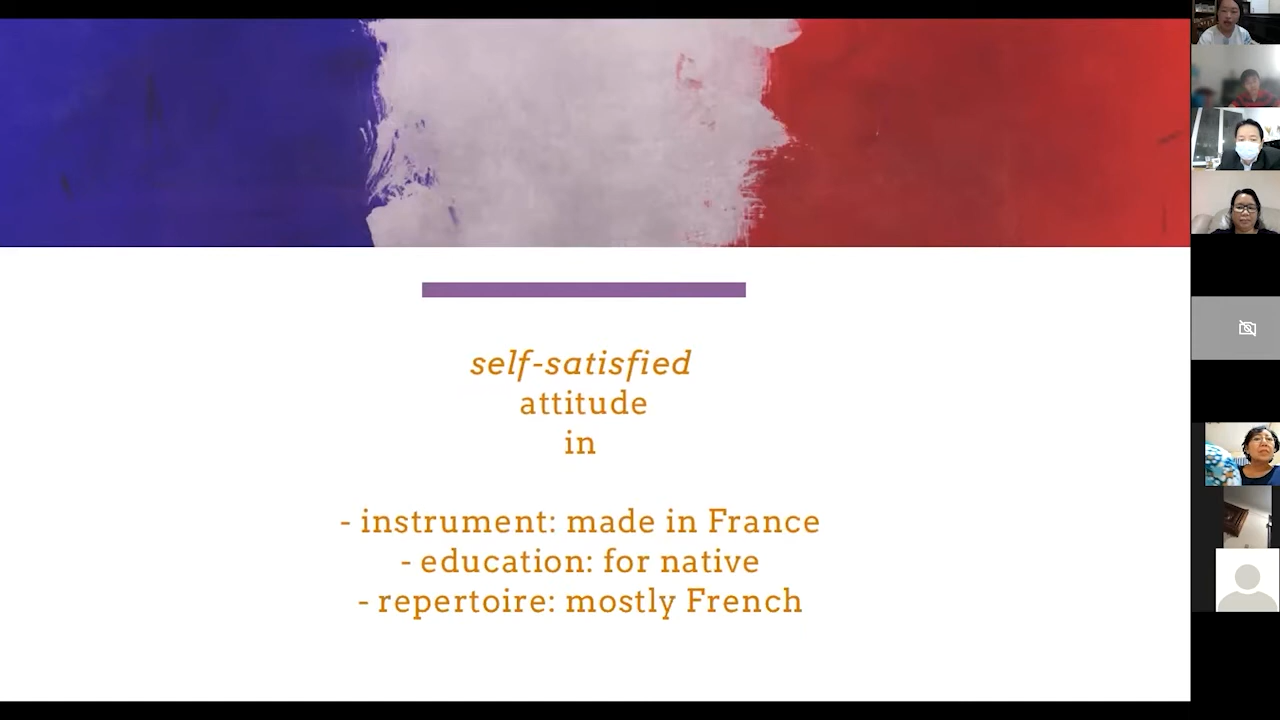 self-satisfied
attitude
in
- instrument: made in France
- education: for native
- repertoire: mostly French